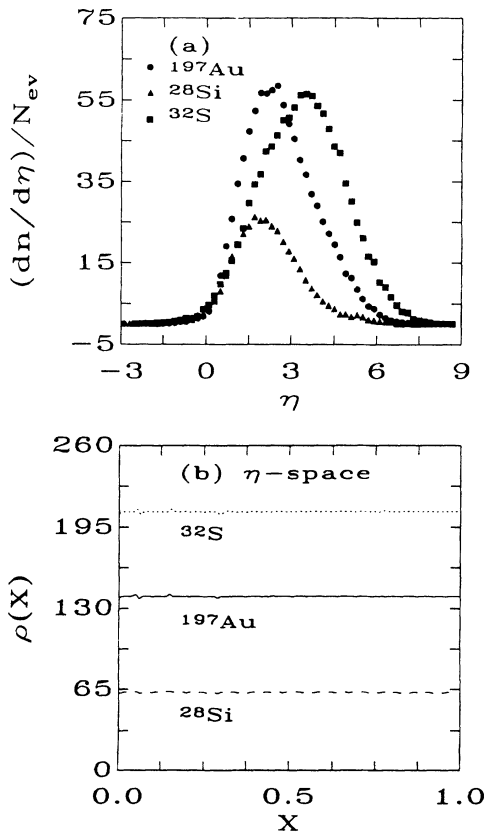 75
55
35
15
−5
(dn/dη)/N_ev
(a)
¹⁹⁷Au
²⁸Si
³²S
−3 0 3 6 9
η
260
195
130
65
0
ρ(X)
(b) η−space
³²S
¹⁹⁷Au
²⁸Si
0.0 0.5 1.0
X